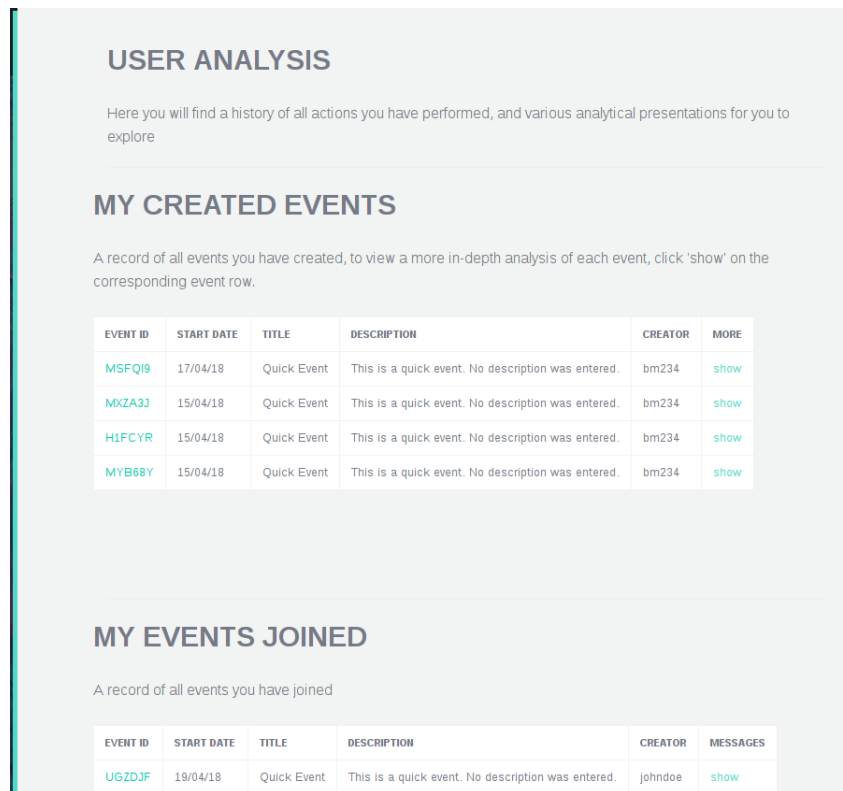 USER ANALYSIS
Here you will find a history of all actions you have performed, and various analytical presentations for you to
explore
MY CREATED EVENTS
A record of all events you have created, to view a more in-depth analysis of each event, click 'show' on the
corresponding event row.
EVENT ID START DATE TITLE DESCRIPTION CREATOR MORE
MSFQI9 17/04/18 Quick Event This is a quick event. No description was entered. bm234 show
MXZA3J 15/04/18 Quick Event This is a quick event. No description was entered. bm234 show
H1FCYR 15/04/18 Quick Event This is a quick event. No description was entered. bm234 show
MYB68Y 15/04/18 Quick Event This is a quick event. No description was entered. bm234 show
MY EVENTS JOINED
A record of all events you have joined
EVENT ID START DATE TITLE DESCRIPTION CREATOR MESSAGES
UGZDJF 19/04/18 Quick Event This is a quick event. No description was entered. johndoe show